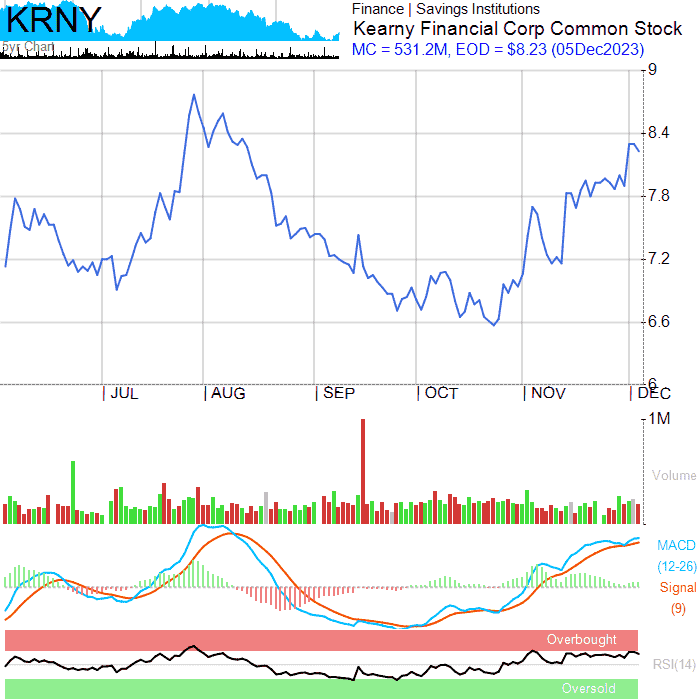 KRNY
5yr Chart
Finance | Savings Institutions
Kearny Financial Corp Common Stock
MC = 531.2M, EOD = $8.23 (05Dec2023)
9
8.4
7.8
7.2
6.6
6
JUL AUG SEP OCT NOV DEC
1M
Volume
MACD
(12-26)
Signal
(9)
Overbought
RSI(14)
Oversold